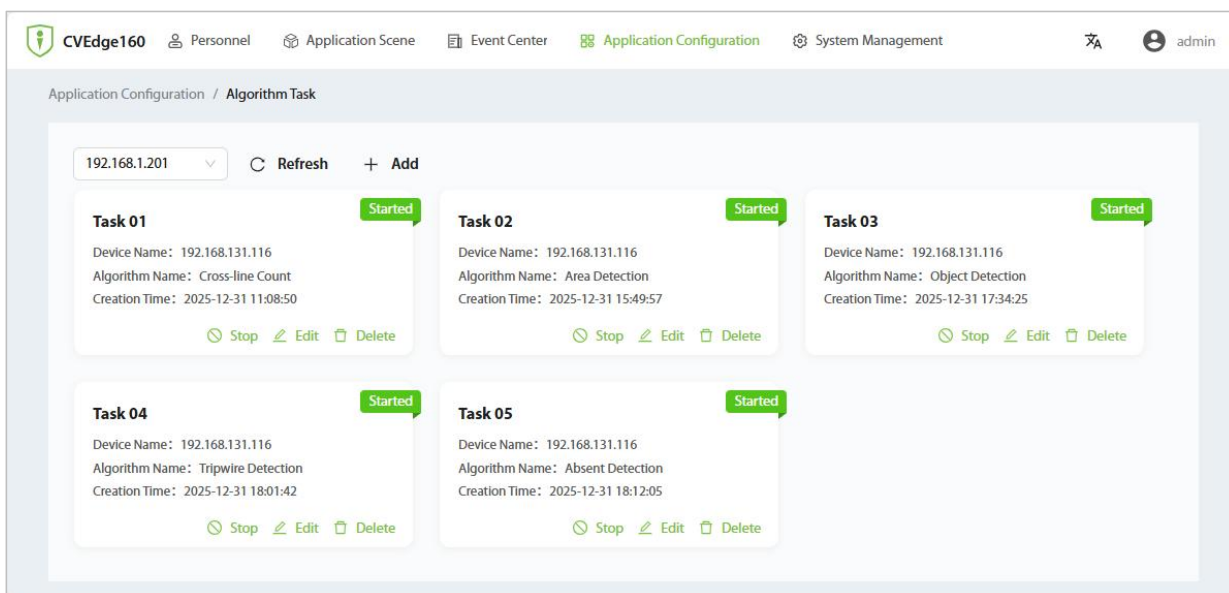 CVEdge160 Personnel Application Scene Event Center Application Configuration System Management 文A admin
Application Configuration / Algorithm Task
192.168.1.201 Refresh + Add
Task 01 Started
Device Name：192.168.131.116
Algorithm Name：Cross-line Count
Creation Time：2025-12-31 11:08:50
Stop Edit Delete
Task 02 Started
Device Name：192.168.131.116
Algorithm Name：Area Detection
Creation Time：2025-12-31 15:49:57
Stop Edit Delete
Task 03 Started
Device Name：192.168.131.116
Algorithm Name：Object Detection
Creation Time：2025-12-31 17:34:25
Stop Edit Delete
Task 04 Started
Device Name：192.168.131.116
Algorithm Name：Tripwire Detection
Creation Time：2025-12-31 18:01:42
Stop Edit Delete
Task 05 Started
Device Name：192.168.131.116
Algorithm Name：Absent Detection
Creation Time：2025-12-31 18:12:05
Stop Edit Delete